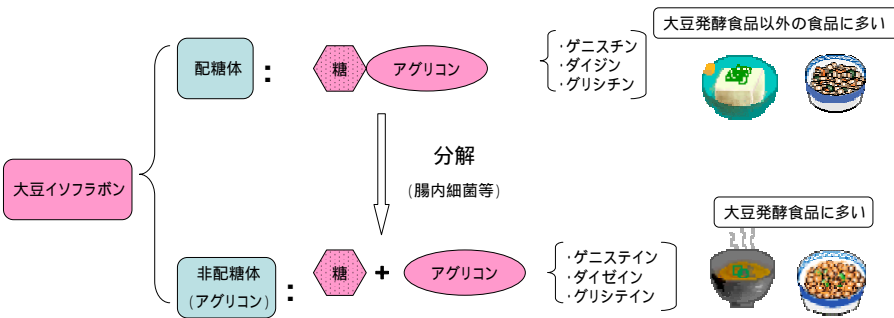 大豆発酵食品以外の食品に多い
配糖体
:
糖
アグリコン
・ゲニスチン
・ダイジン
・グリシチン
分解
(腸内細菌等)
大豆イソフラボン
大豆発酵食品に多い
非配糖体
(アグリコン)
:
糖
+
アグリコン
・ゲニステイン
・ダイゼイン
・グリシテイン